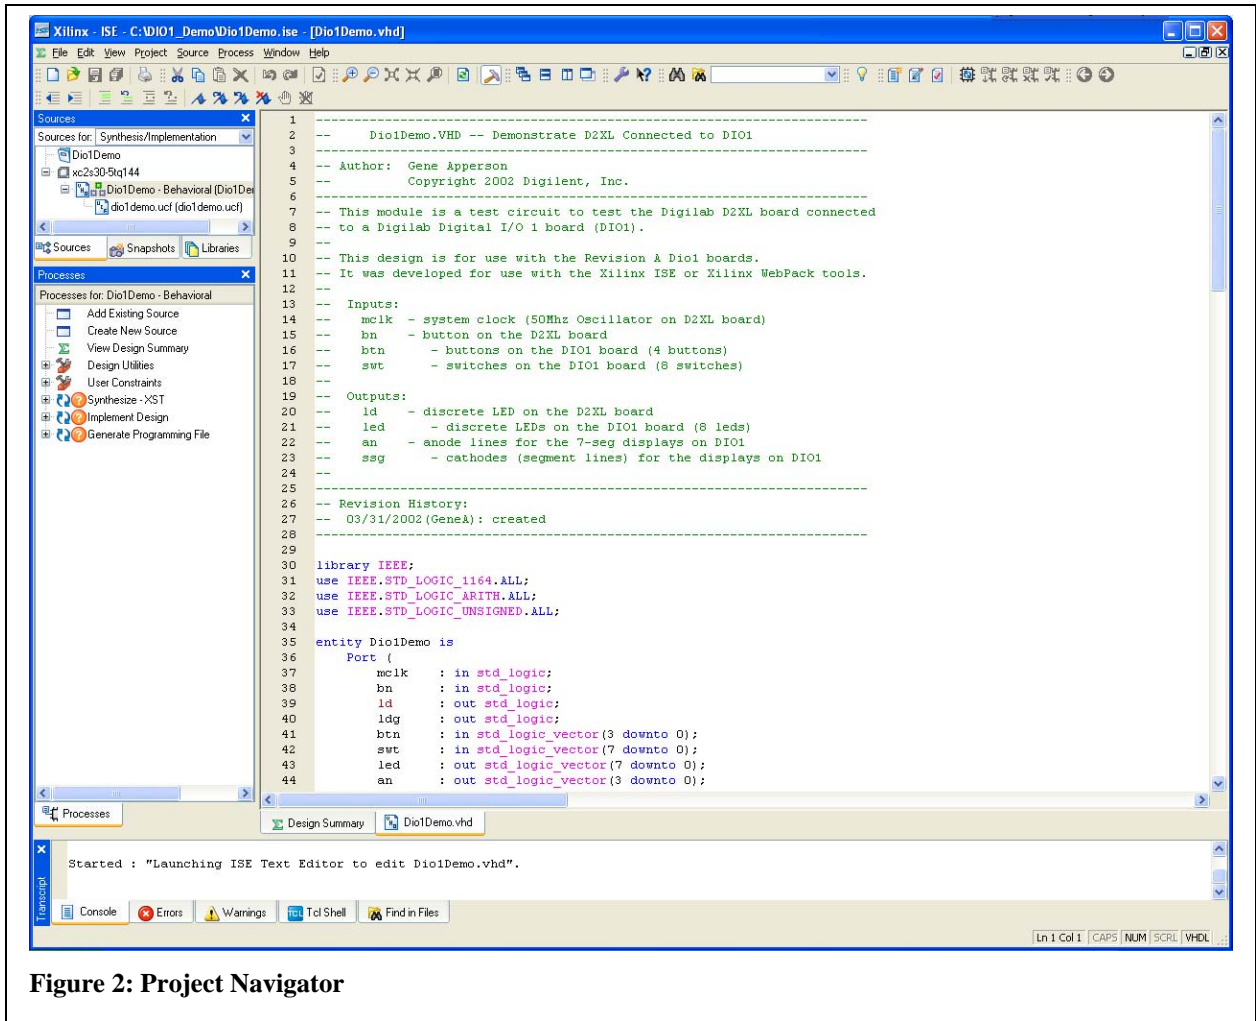 Xilinx - ISE - C:\DIO1_Demo\Dio1Demo.ise - [Dio1Demo.vhd]
File Edit View Project Source Process Window Help
Sources
Sources for: Synthesis/Implementation
Dio1Demo
xc2s30-5tq144
Dio1Demo - Behavioral (Dio1Der
dio1demo.ucf (dio1demo.ucf)
Sources Snapshots Libraries
Processes
Processes for: Dio1Demo - Behavioral
Add Existing Source
Create New Source
View Design Summary
Design Utilities
User Constraints
Synthesize - XST
Implement Design
Generate Programming File
Processes
1 ------------------------------------------------------------------------
2 -- Dio1Demo.VHD -- Demonstrate D2XL Connected to DIO1
3 ------------------------------------------------------------------------
4 -- Author: Gene Apperson
5 -- Copyright 2002 Digilent, Inc.
6 ------------------------------------------------------------------------
7 -- This module is a test circuit to test the Digilab D2XL board connected
8 -- to a Digilab Digital I/O 1 board (DIO1).
9 --
10 -- This design is for use with the Revision A Dio1 boards.
11 -- It was developed for use with the Xilinx ISE or Xilinx WebPack tools.
12 --
13 -- Inputs:
14 -- mclk - system clock (50Mhz Oscillator on D2XL board)
15 -- bn - button on the D2XL board
16 -- btn - buttons on the DIO1 board (4 buttons)
17 -- swt - switches on the DIO1 board (8 switches)
18 --
19 -- Outputs:
20 -- ld - discrete LED on the D2XL board
21 -- led - discrete LEDs on the DIO1 board (8 leds)
22 -- an - anode lines for the 7-seg displays on DIO1
23 -- ssg - cathodes (segment lines) for the displays on DIO1
24 --
25 ------------------------------------------------------------------------
26 -- Revision History:
27 -- 03/31/2002(GeneA): created
28 ------------------------------------------------------------------------
29
30 library IEEE;
31 use IEEE.STD_LOGIC_1164.ALL;
32 use IEEE.STD_LOGIC_ARITH.ALL;
33 use IEEE.STD_LOGIC_UNSIGNED.ALL;
34
35 entity Dio1Demo is
36 Port (
37 mclk : in std_logic;
38 bn : in std_logic;
39 ld : out std_logic;
40 ldg : out std_logic;
41 btn : in std_logic_vector(3 downto 0);
42 swt : in std_logic_vector(7 downto 0);
43 led : out std_logic_vector(7 downto 0);
44 an : out std_logic_vector(3 downto 0);
Design Summary Dio1Demo.vhd
Transcript
Started : "Launching ISE Text Editor to edit Dio1Demo.vhd".
Console Errors Warnings TCL Tcl Shell Find in Files
Ln 1 Col 1 CAPS NUM SCRL VHDL
Figure 2: Project Navigator